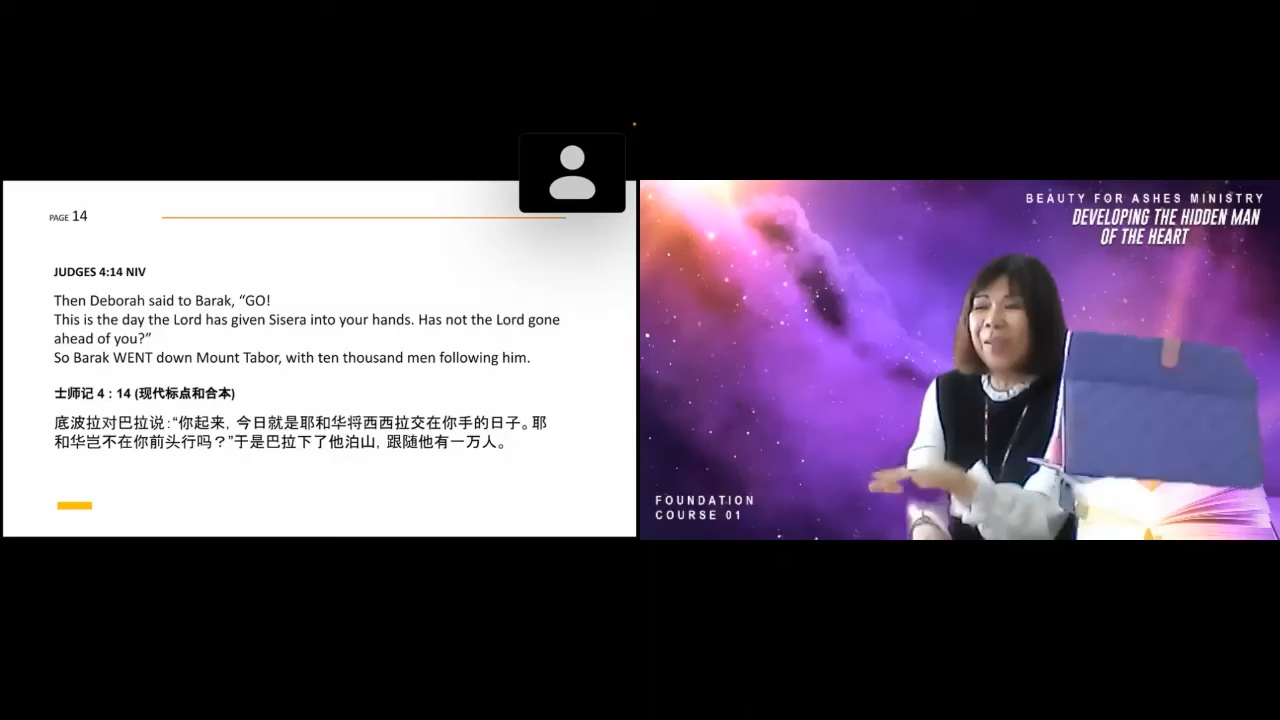 PAGE 14
JUDGES 4:14 NIV
Then Deborah said to Barak, “GO!
This is the day the Lord has given Sisera into your hands. Has not the Lord gone
ahead of you?”
So Barak WENT down Mount Tabor, with ten thousand men following him.
士师记 4：14 (现代标点和合本)
底波拉对巴拉说：“你起来，今日就是耶和华将西西拉交在你手的日子。耶
和华岂不在你前头行吗？”于是巴拉下了他泊山，跟随他有一万人。
BEAUTY FOR ASHES MINISTRY
DEVELOPING THE HIDDEN MAN
OF THE HEART
FOUNDATION
COURSE 01